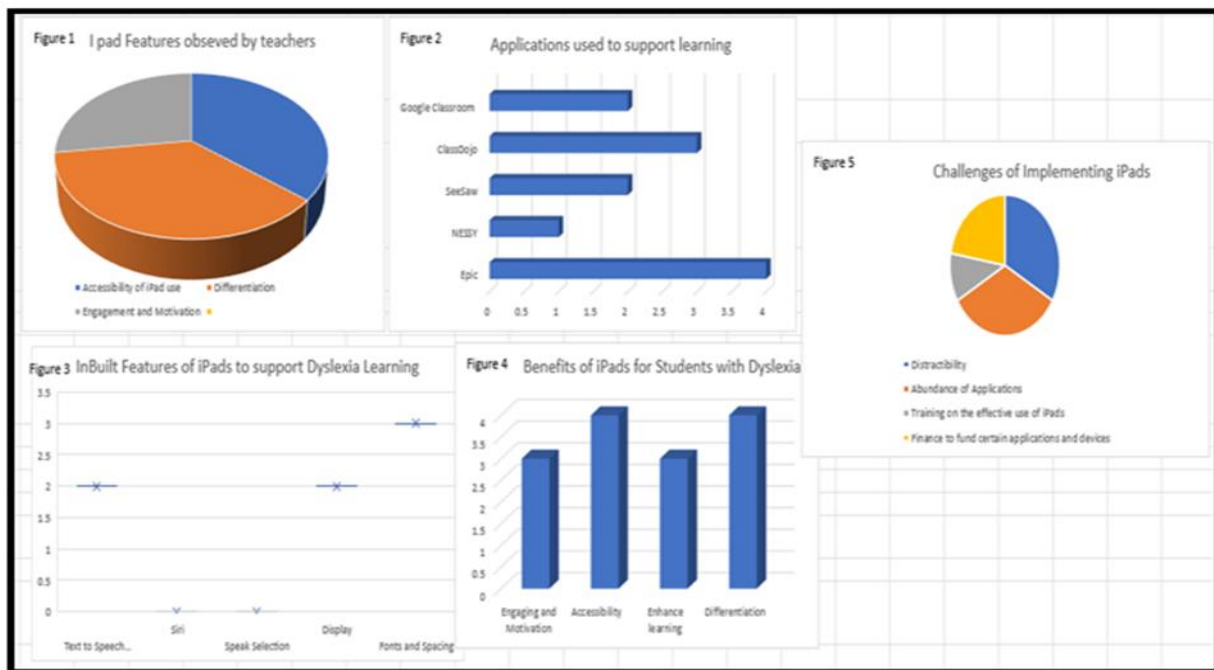 Figure 1
I pad Features obseved by teachers
Accessibility of iPad use
Differentiation
Engagement and Motivation
Figure 2
Applications used to support learning
Google Classroom
ClassDojo
SeeSaw
NESSY
Epic
0 0.5 1 1.5 2 2.5 3 3.5 4
Figure 5
Challenges of Implementing iPads
Distractibility
Abundance of Applications
Training on the effective use of iPads
Finance to fund certain applications and devices
Figure 3
InBuilt Features of iPads to support Dyslexia Learning
3.5
3
2.5
2
1.5
1
0.5
0
Siri
Display
Text to Speech...
Speak Selection
Fonts and Spacing
Figure 4
Benefits of iPads for Students with Dyslexia
4
3.5
3
2.5
2
1.5
1
0.5
0
Engaging and
Motivation
Accessibility
Enhance
learning
Differentiation